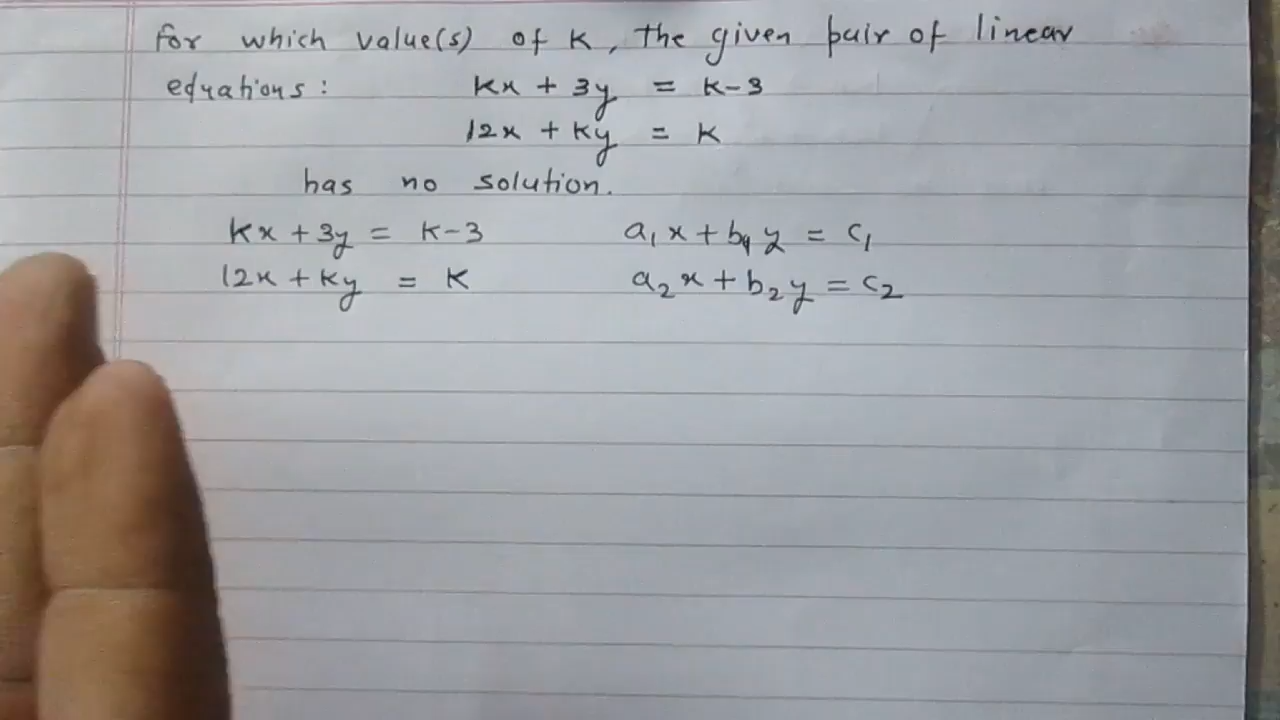 for which value(s) of K, the given pair of linear
equations: Kx + 3y = K-3
12x + Ky = K
has no solution.
Kx + 3y = K-3 a₁x + b₁y = c₁
12x + Ky = K a₂x + b₂y = c₂